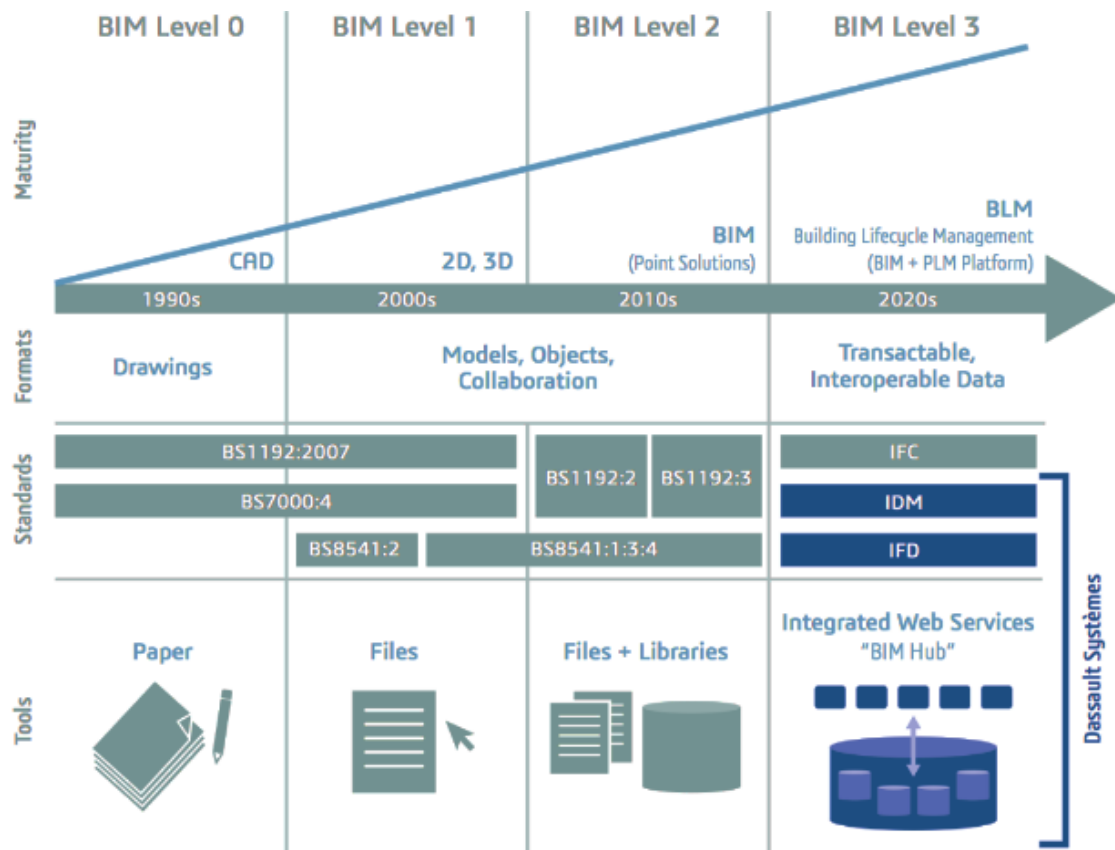 BIM Level 0
BIM Level 1
BIM Level 2
BIM Level 3
Maturity
CAD
2D, 3D
BIM
(Point Solutions)
BLM
Building Lifecycle Management
(BIM + PLM Platform)
1990s
2000s
2010s
2020s
Formats
Drawings
Models, Objects,
Collaboration
Transactable,
Interoperable Data
Standards
BS1192:2007
BS7000:4
BS8541:2
BS1192:2
BS1192:3
BS8541:1:3:4
IFC
IDM
IFD
Tools
Paper
Files
Files + Libraries
Integrated Web Services
“BIM Hub”
Dassault Systèmes